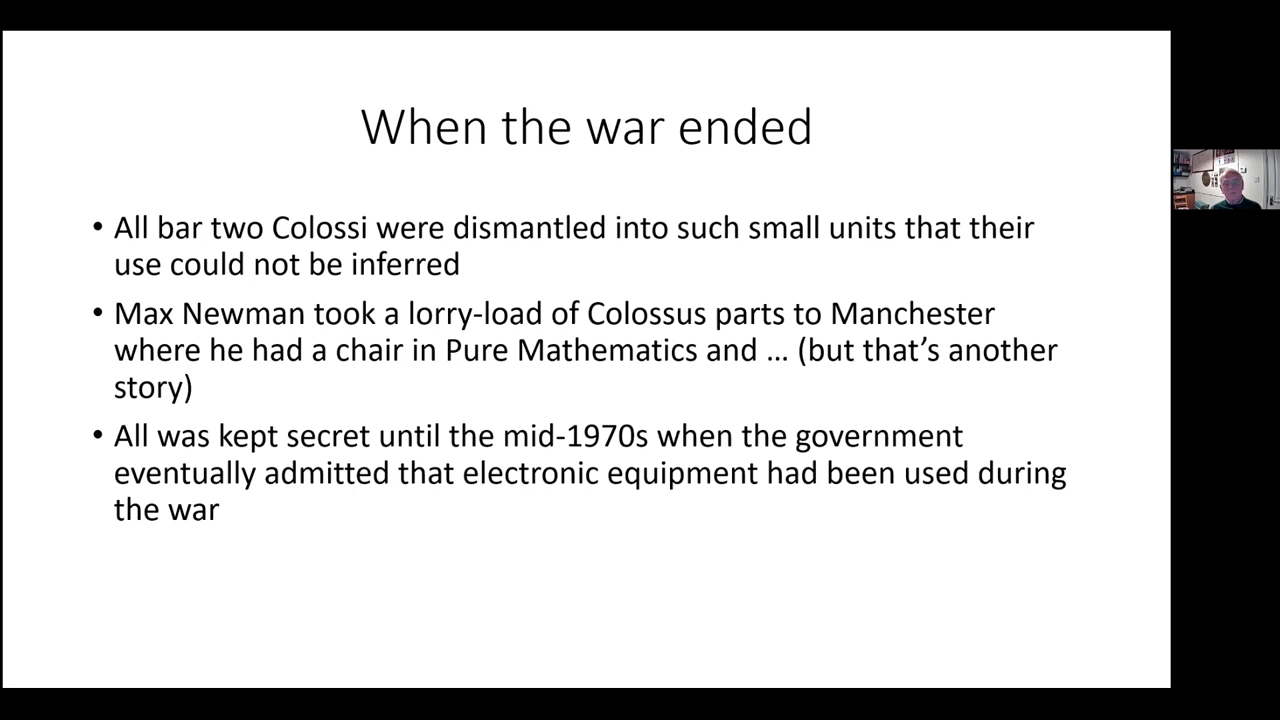 When the war ended
• All bar two Colossi were dismantled into such small units that their
use could not be inferred
• Max Newman took a lorry-load of Colossus parts to Manchester
where he had a chair in Pure Mathematics and … (but that’s another
story)
• All was kept secret until the mid-1970s when the government
eventually admitted that electronic equipment had been used during
the war